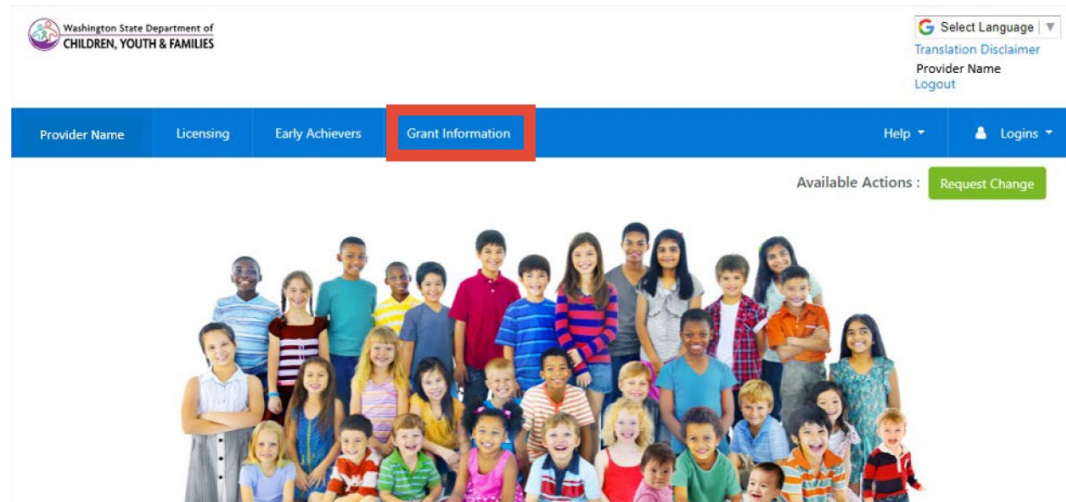 Washington State Department of
CHILDREN, YOUTH & FAMILIES
Select Language
Translation Disclaimer
Provider Name
Logout
Provider Name Licensing Early Achievers Grant Information Help Logins
Available Actions : Request Change